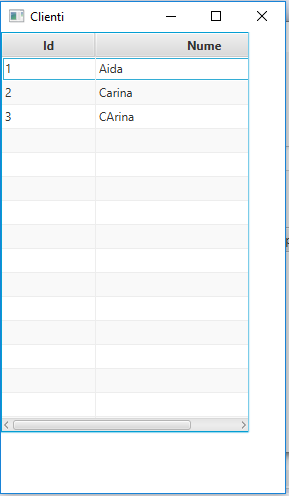 Clienti
Id Nume
1 Aida
2 Carina
3 CArina